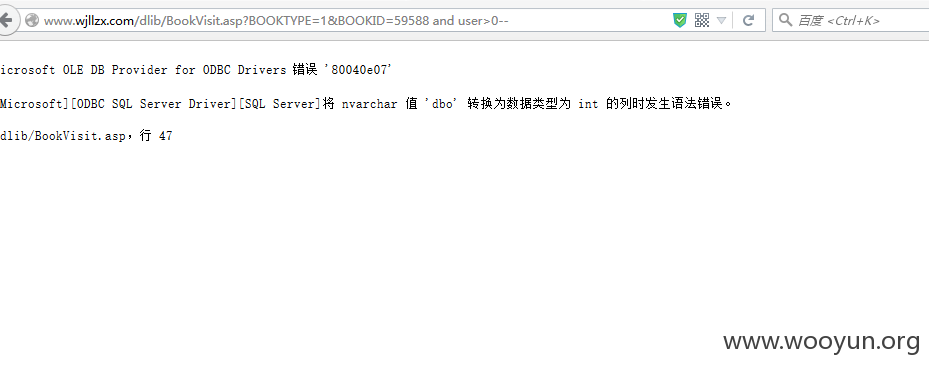 www.wjllzx.com/dlib/BookVisit.asp?BOOKTYPE=1&BOOKID=59588 and user>0--
百度 <Ctrl+K>
icrosoft OLE DB Provider for ODBC Drivers 错误 '80040e07'
Microsoft][ODBC SQL Server Driver][SQL Server]将 nvarchar 值 'dbo' 转换为数据类型为 int 的列时发生语法错误。
dlib/BookVisit.asp，行 47
www.wooyun.org